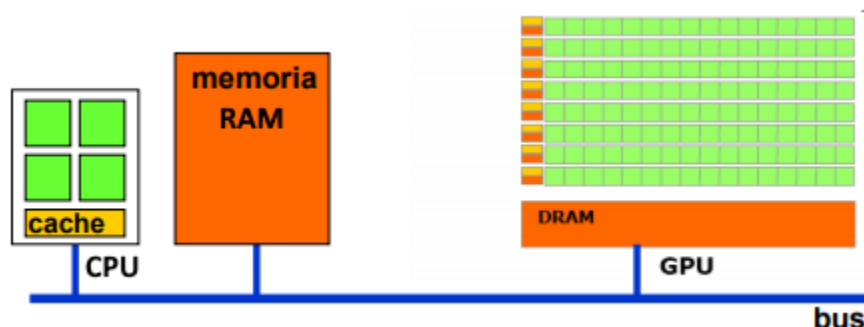 memoria
RAM
cache
CPU
DRAM
GPU
bus